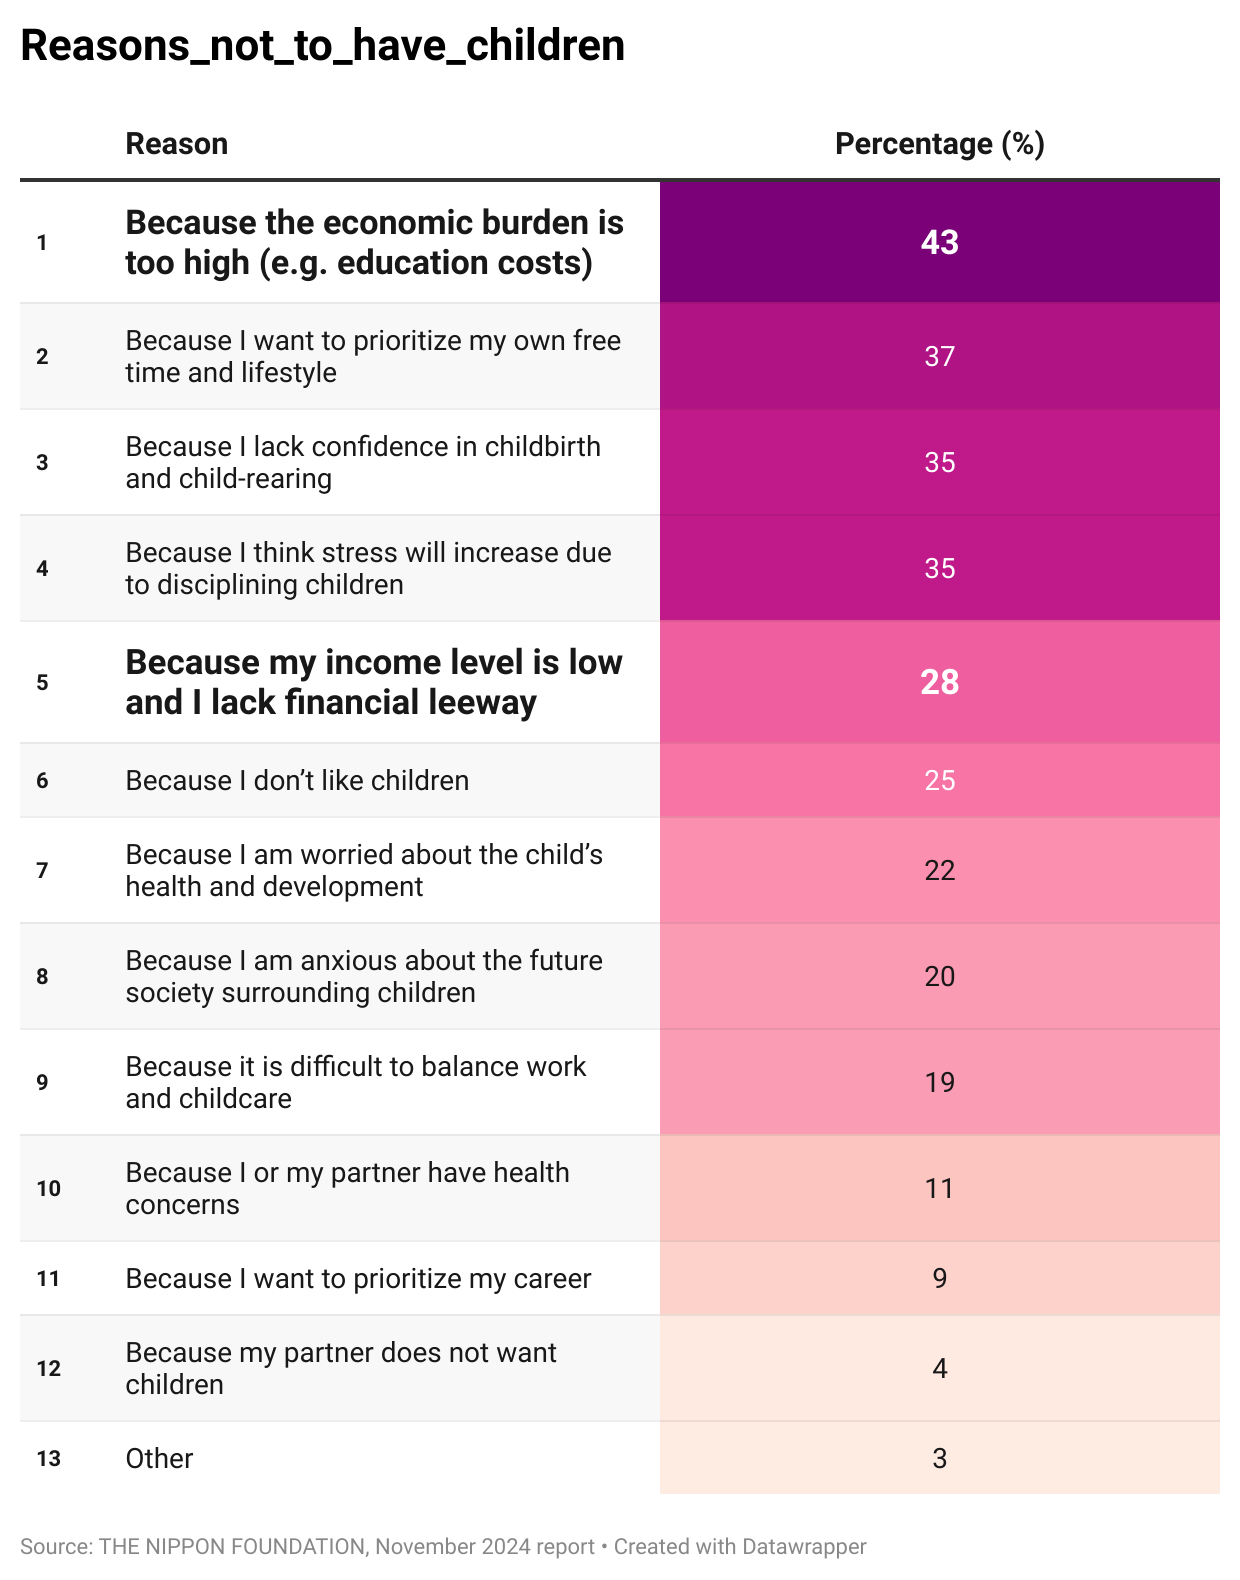 Reasons_not_to_have_children
Reason Percentage (%)
1 Because the economic burden is
too high (e.g. education costs) 43
2 Because I want to prioritize my own free
time and lifestyle 37
3 Because I lack confidence in childbirth
and child-rearing 35
4 Because I think stress will increase due
to disciplining children 35
5 Because my income level is low
and I lack financial leeway 28
6 Because I don’t like children 25
7 Because I am worried about the child’s
health and development 22
8 Because I am anxious about the future
society surrounding children 20
9 Because it is difficult to balance work
and childcare 19
10 Because I or my partner have health
concerns 11
11 Because I want to prioritize my career 9
12 Because my partner does not want
children 4
13 Other 3
Source: THE NIPPON FOUNDATION, November 2024 report • Created with Datawrapper